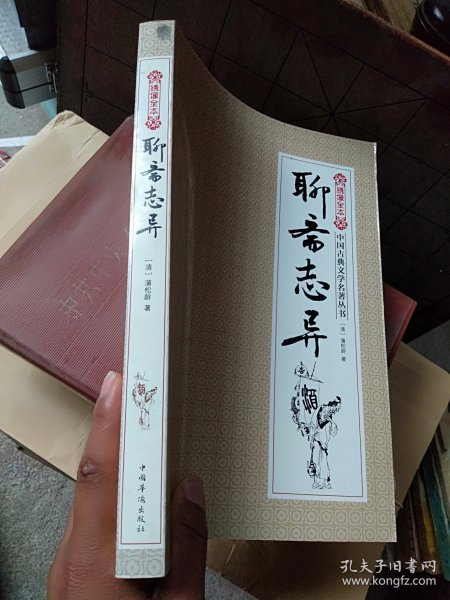 绣像全本
聊斋志异
[清] 蒲松龄 著
中国华侨出版社
绣像全本
中国古典文学名著丛书
聊斋志异
[清] 蒲松龄 著
酒
孔夫子旧书网
www.kongfz.com